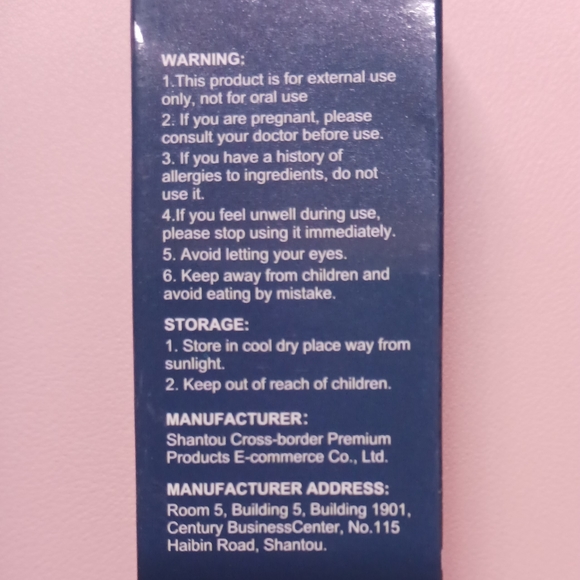 WARNING:
1.This product is for external use
only, not for oral use
2. If you are pregnant, please
consult your doctor before use.
3. If you have a history of
allergies to ingredients, do not
use it.
4.If you feel unwell during use,
please stop using it immediately.
5. Avoid letting your eyes.
6. Keep away from children and
avoid eating by mistake.
STORAGE:
1. Store in cool dry place way from
sunlight.
2. Keep out of reach of children.
MANUFACTURER:
Shantou Cross-border Premium
Products E-commerce Co., Ltd.
MANUFACTURER ADDRESS:
Room 5, Building 5, Building 1901,
Century BusinessCenter, No.115
Haibin Road, Shantou.